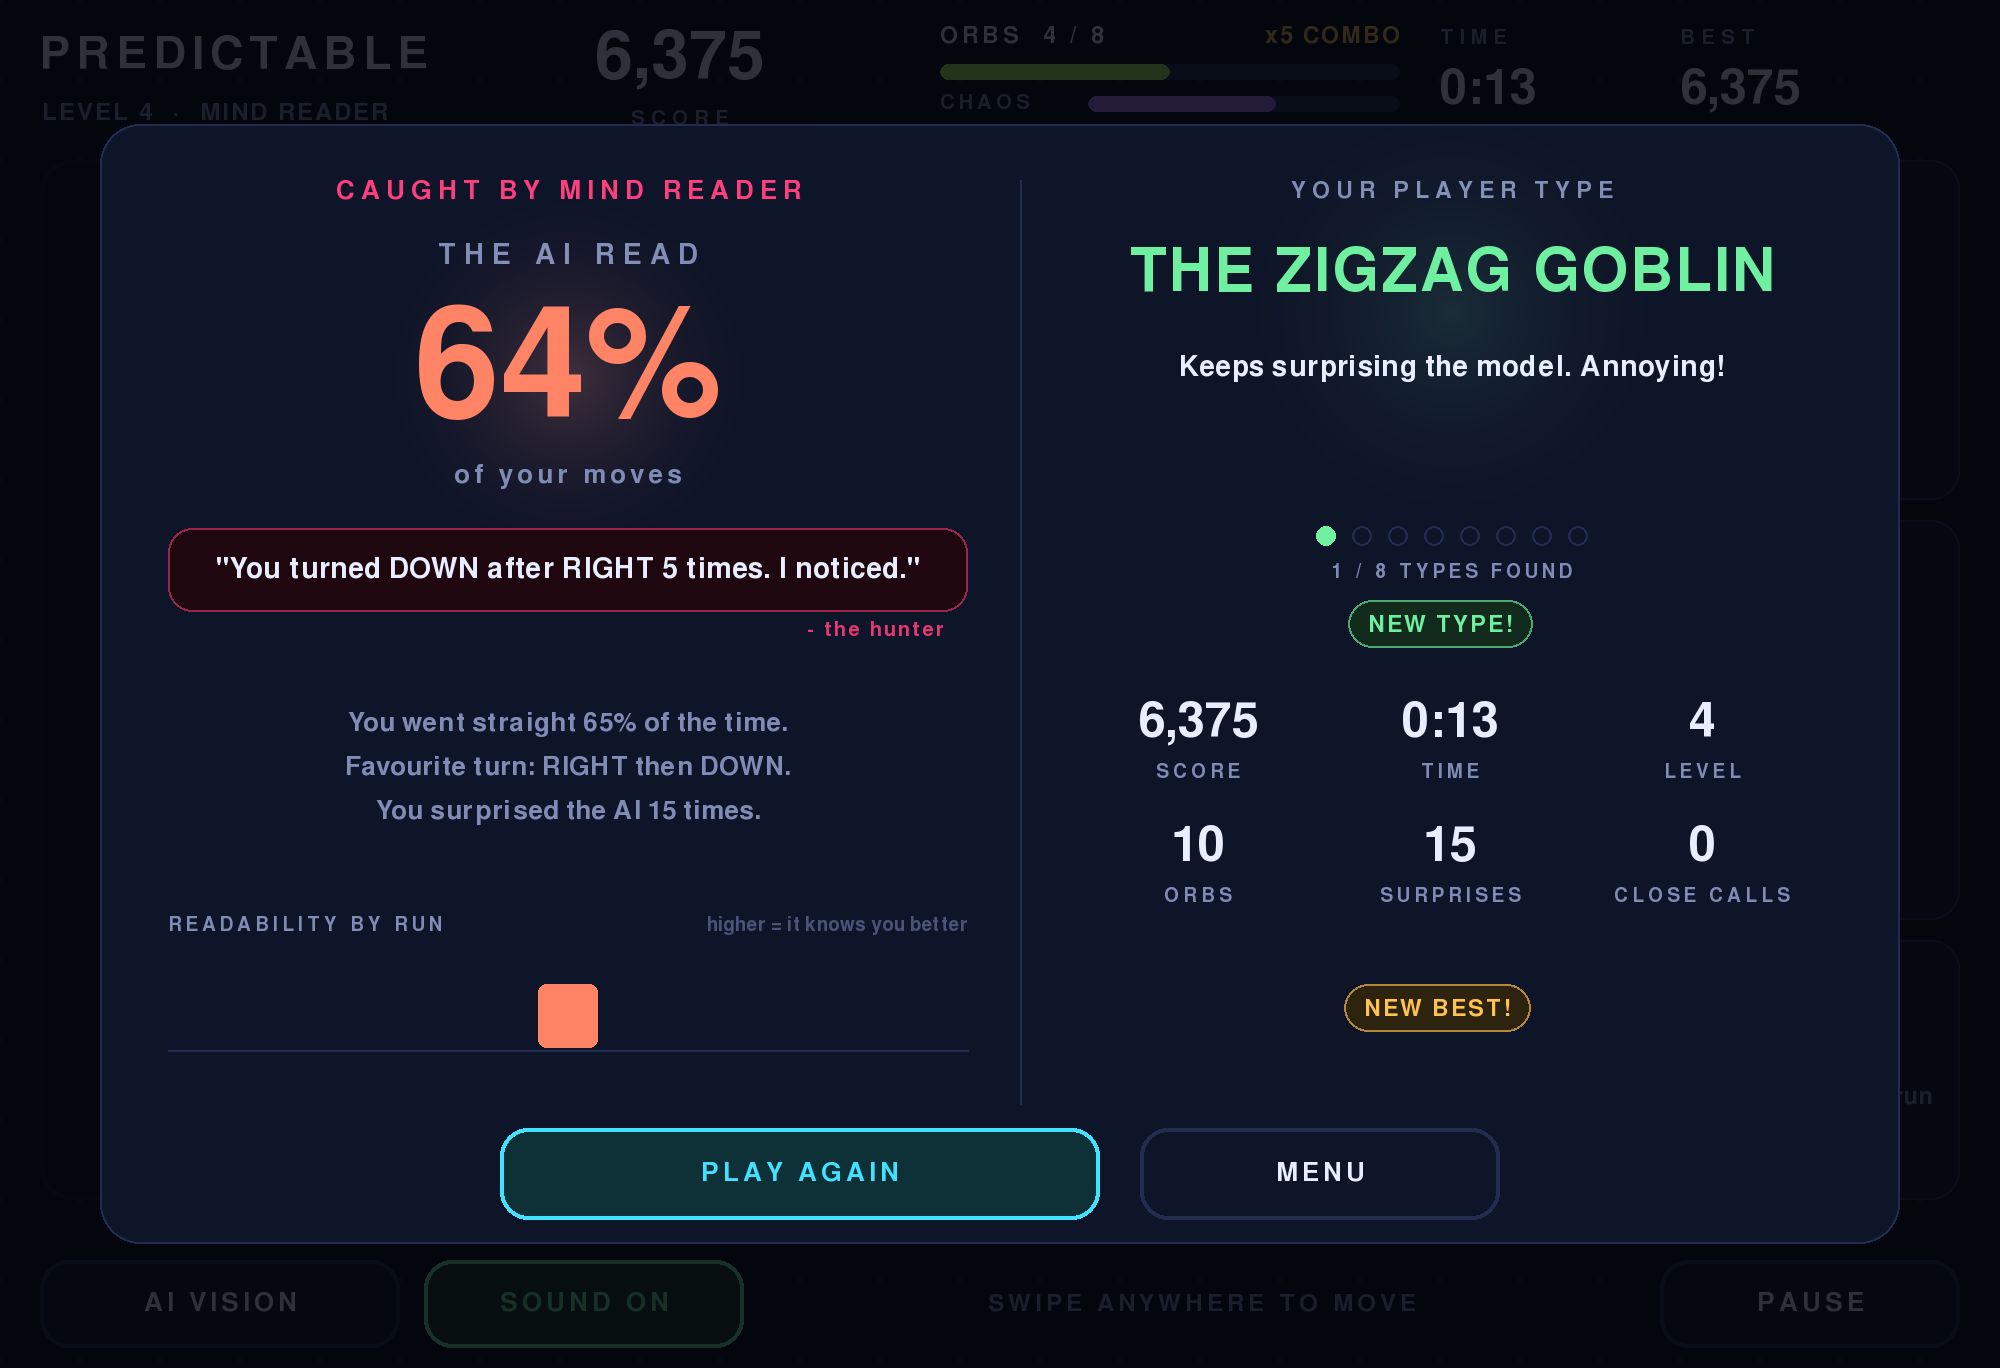 PREDICTABLE
LEVEL 4 · MIND READER
6,375
SCORE
ORBS 4 / 8
x5 COMBO
CHAOS
TIME
0:13
BEST
6,375
CAUGHT BY MIND READER
THE AI READ
64%
of your moves
"You turned DOWN after RIGHT 5 times. I noticed."
- the hunter
You went straight 65% of the time.
Favourite turn: RIGHT then DOWN.
You surprised the AI 15 times.
READABILITY BY RUN
higher = it knows you better
YOUR PLAYER TYPE
THE ZIGZAG GOBLIN
Keeps surprising the model. Annoying!
1 / 8 TYPES FOUND
NEW TYPE!
6,375
SCORE
0:13
TIME
4
LEVEL
10
ORBS
15
SURPRISES
0
CLOSE CALLS
NEW BEST!
run
PLAY AGAIN
MENU
AI VISION
SOUND ON
SWIPE ANYWHERE TO MOVE
PAUSE